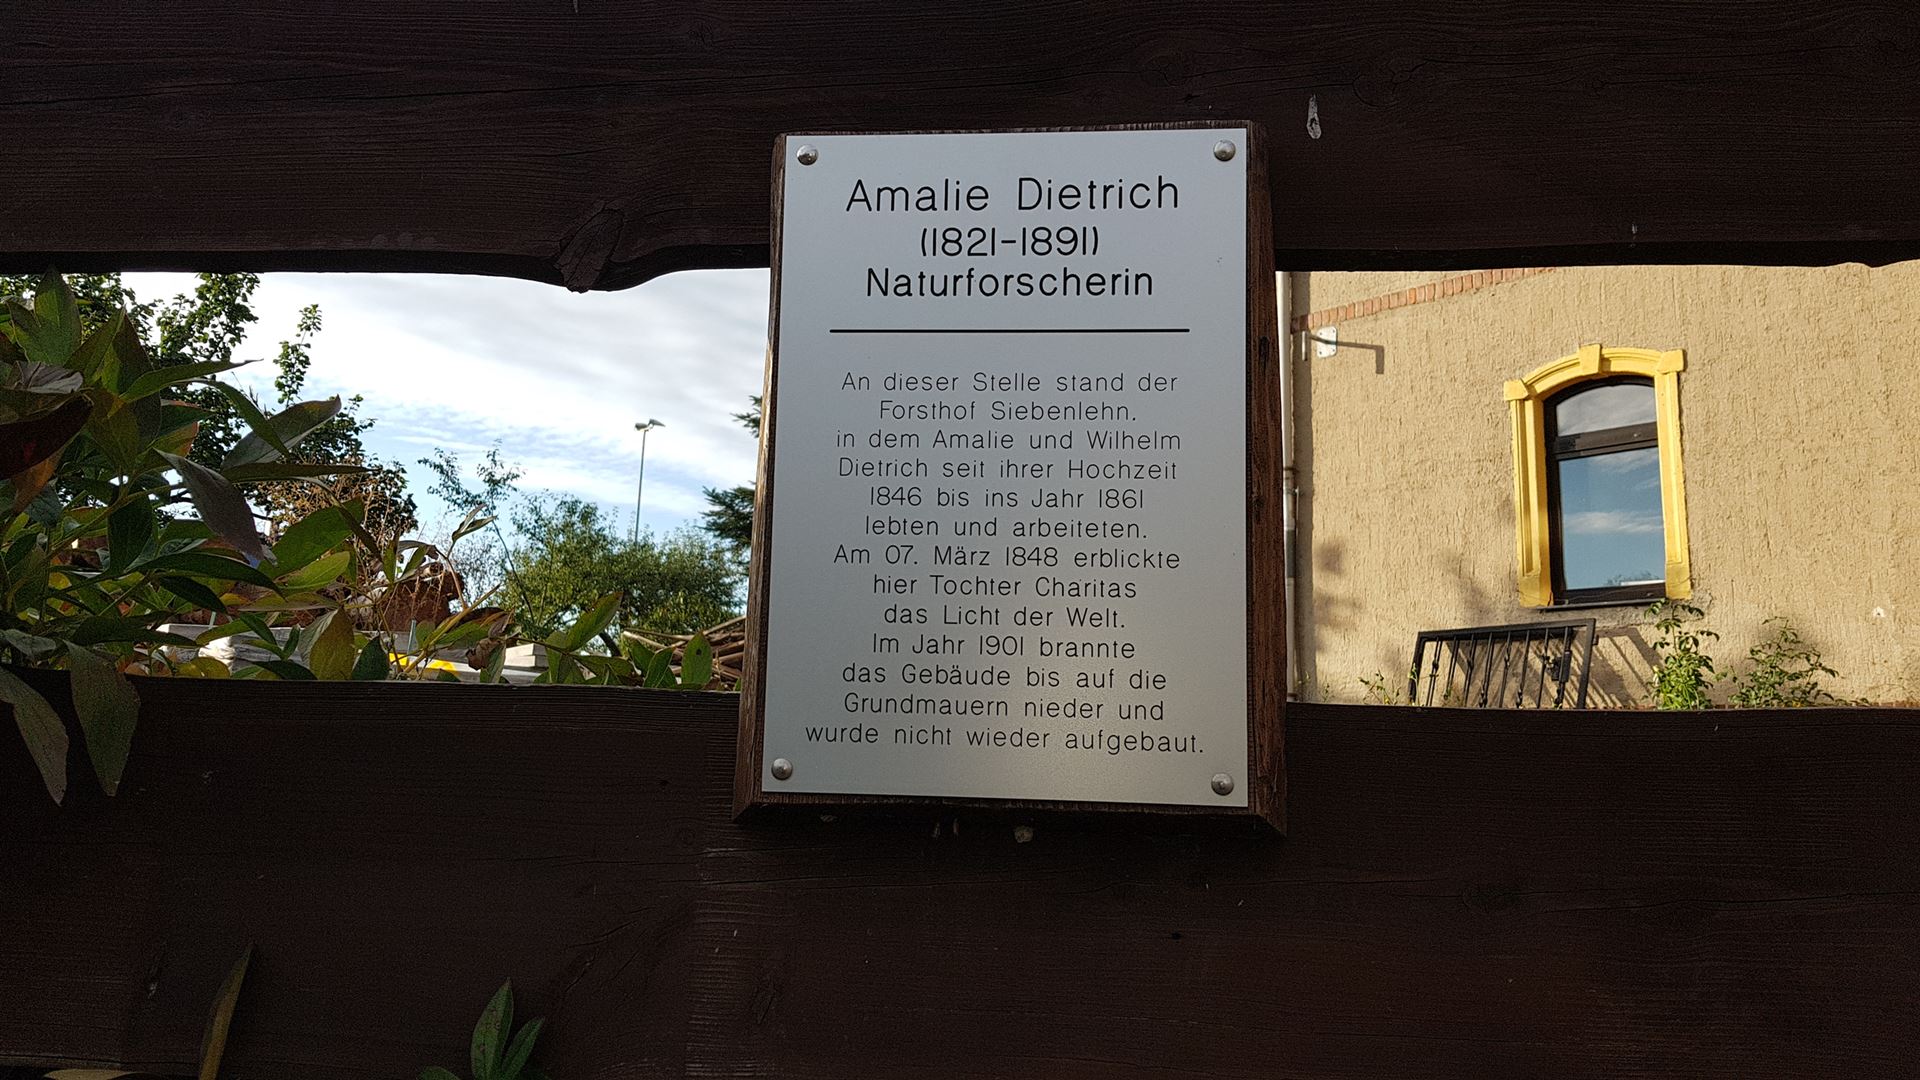 Amalie Dietrich
(1821-1891)
Naturforscherin
An dieser Stelle stand der
Forsthof Siebenlehn.
in dem Amalie und Wilhelm
Dietrich seit ihrer Hochzeit
1846 bis ins Jahr 1861
lebten und arbeiteten.
Am 07. März 1848 erblickte
hier Tochter Charitas
das Licht der Welt.
Im Jahr 1901 brannte
das Gebäude bis auf die
Grundmauern nieder und
wurde nicht wieder aufgebaut.